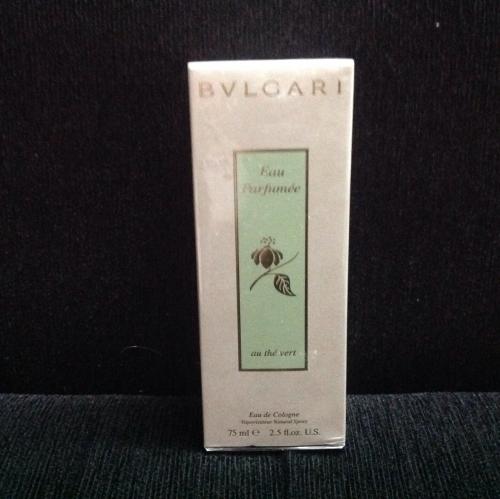 BVLGARI
Eau
Parfumée
au thé vert
Eau de Cologne
Vaporisateur Natural Spray
75 ml ℮ 2.5 fl.oz. U.S.